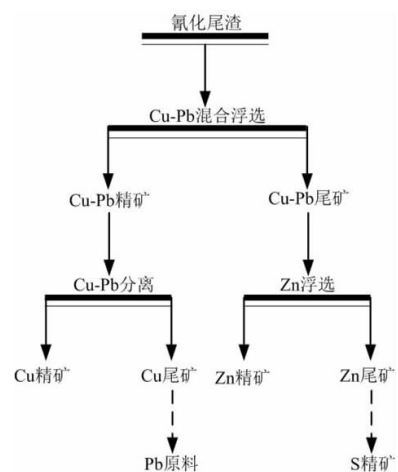 氰化尾渣
Cu-Pb混合浮选
Cu-Pb精矿 Cu-Pb尾矿
Cu-Pb分离 Zn浮选
Cu精矿 Cu尾矿 Zn精矿 Zn尾矿
Pb原料 S精矿